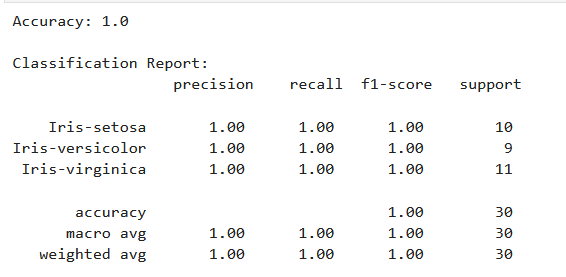 Accuracy: 1.0
Classification Report:
precision recall f1-score support
Iris-setosa 1.00 1.00 1.00 10
Iris-versicolor 1.00 1.00 1.00 9
Iris-virginica 1.00 1.00 1.00 11
accuracy 1.00 30
macro avg 1.00 1.00 1.00 30
weighted avg 1.00 1.00 1.00 30